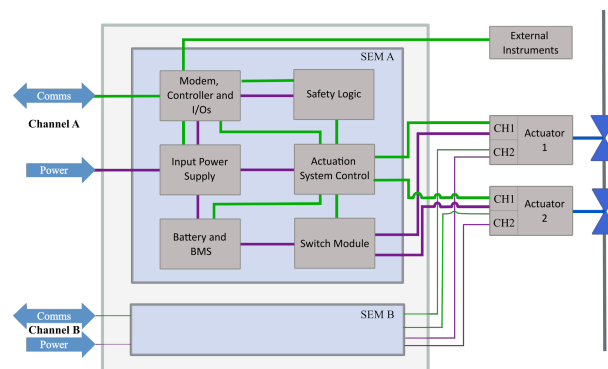 External
Instruments
SEM A
Modem,
Controller and
I/Os
Safety Logic
Comms
Channel A
Power
Input Power
Supply
Actuation
System Control
CH1
CH2
Actuator
1
CH1
CH2
Actuator
2
Battery and
BMS
Switch Module
SEM B
Comms
Channel B
Power